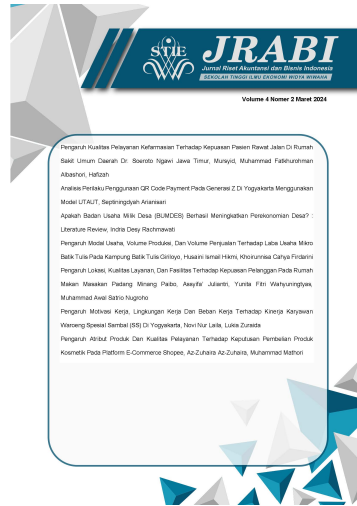 STIE
JRABI
Jurnal Riset Akuntansi dan Bisnis Indonesia
SEKOLAH TINGGI ILMU EKONOMI WIDYA WIWAHA
Volume 4 Nomer 2 Maret 2024
Pengaruh Kualitas Pelayanan Kefarmasian Terhadap Kepuasan Pasien Rawat Jalan Di Rumah
Sakit Umum Daerah Dr. Soeroto Ngawi Jawa Timur, Mursyid, Muhammad Fatkhurohman
Albashori, Hafizah
Analisis Perilaku Penggunaan QR Code Payment Pada Generasi Z Di Yogyakarta Menggunakan
Model UTAUT, Septiningdyah Arianisari
Apakah Badan Usaha Milik Desa (BUMDES) Berhasil Meningkatkan Perekonomian Desa? :
Literature Review, Indria Desy Rachmawati
Pengaruh Modal Usaha, Volume Produksi, Dan Volume Penjualan Terhadap Laba Usaha Mikro
Batik Tulis Pada Kampung Batik Tulis Giriloyo, Husaini Ismel Hikmi, Khoirunnisa Cahya Firdarini
Pengaruh Lokasi, Kualitas Layanan, Dan Fasilitas Terhadap Kepuasan Pelanggan Pada Rumah
Makan Masakan Padang Minang Paibo, Assyifa' Juliantri, Yunita Fitri Wahyuningtyas,
Muhammad Awal Satrio Nugroho
Pengaruh Motivasi Kerja, Lingkungan Kerja Dan Beban Kerja Terhadap Kinerja Karyawan
Waroeng Spesial Sambal (SS) Di Yogyakarta, Novi Nur Laila, Lukia Zuraida
Pengaruh Atribut Produk Dan Kualitas Pelayanan Terhadap Keputusan Pembelian Produk
Kosmetik Pada Platform E-Commerce Shopee, Az-Zuhaira Az-Zuhaira, Muhammad Mathori